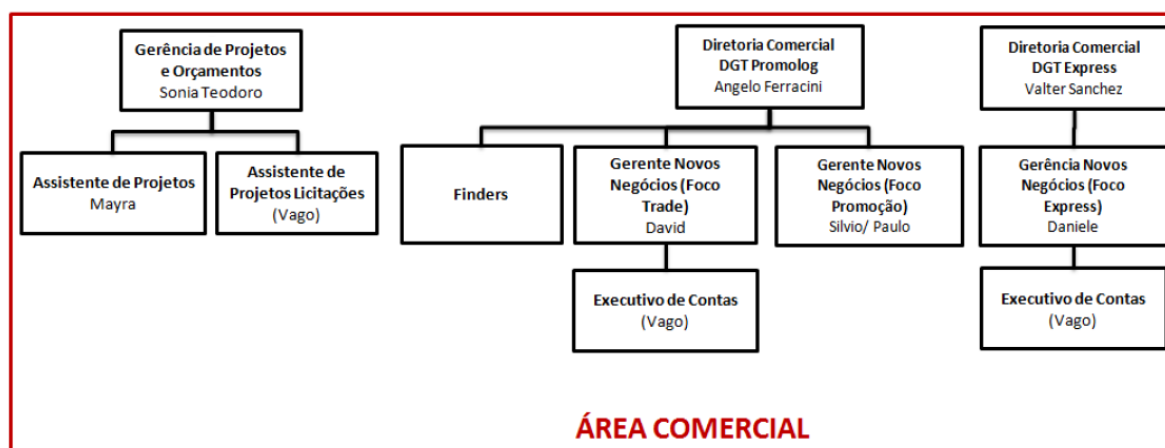 Gerência de Projetos
e Orçamentos
Sonia Teodoro
Diretoria Comercial
DGT Promolog
Angelo Ferracini
Diretoria Comercial
DGT Express
Valter Sanchez
Assistente de Projetos
Mayra
Assistente de
Projetos Licitações
(Vago)
Finders
Gerente Novos
Negócios (Foco
Trade)
David
Gerente Novos
Negócios (Foco
Promoção)
Silvio/ Paulo
Gerência Novos
Negócios (Foco
Express)
Daniele
Executivo de Contas
(Vago)
Executivo de Contas
(Vago)
ÁREA COMERCIAL